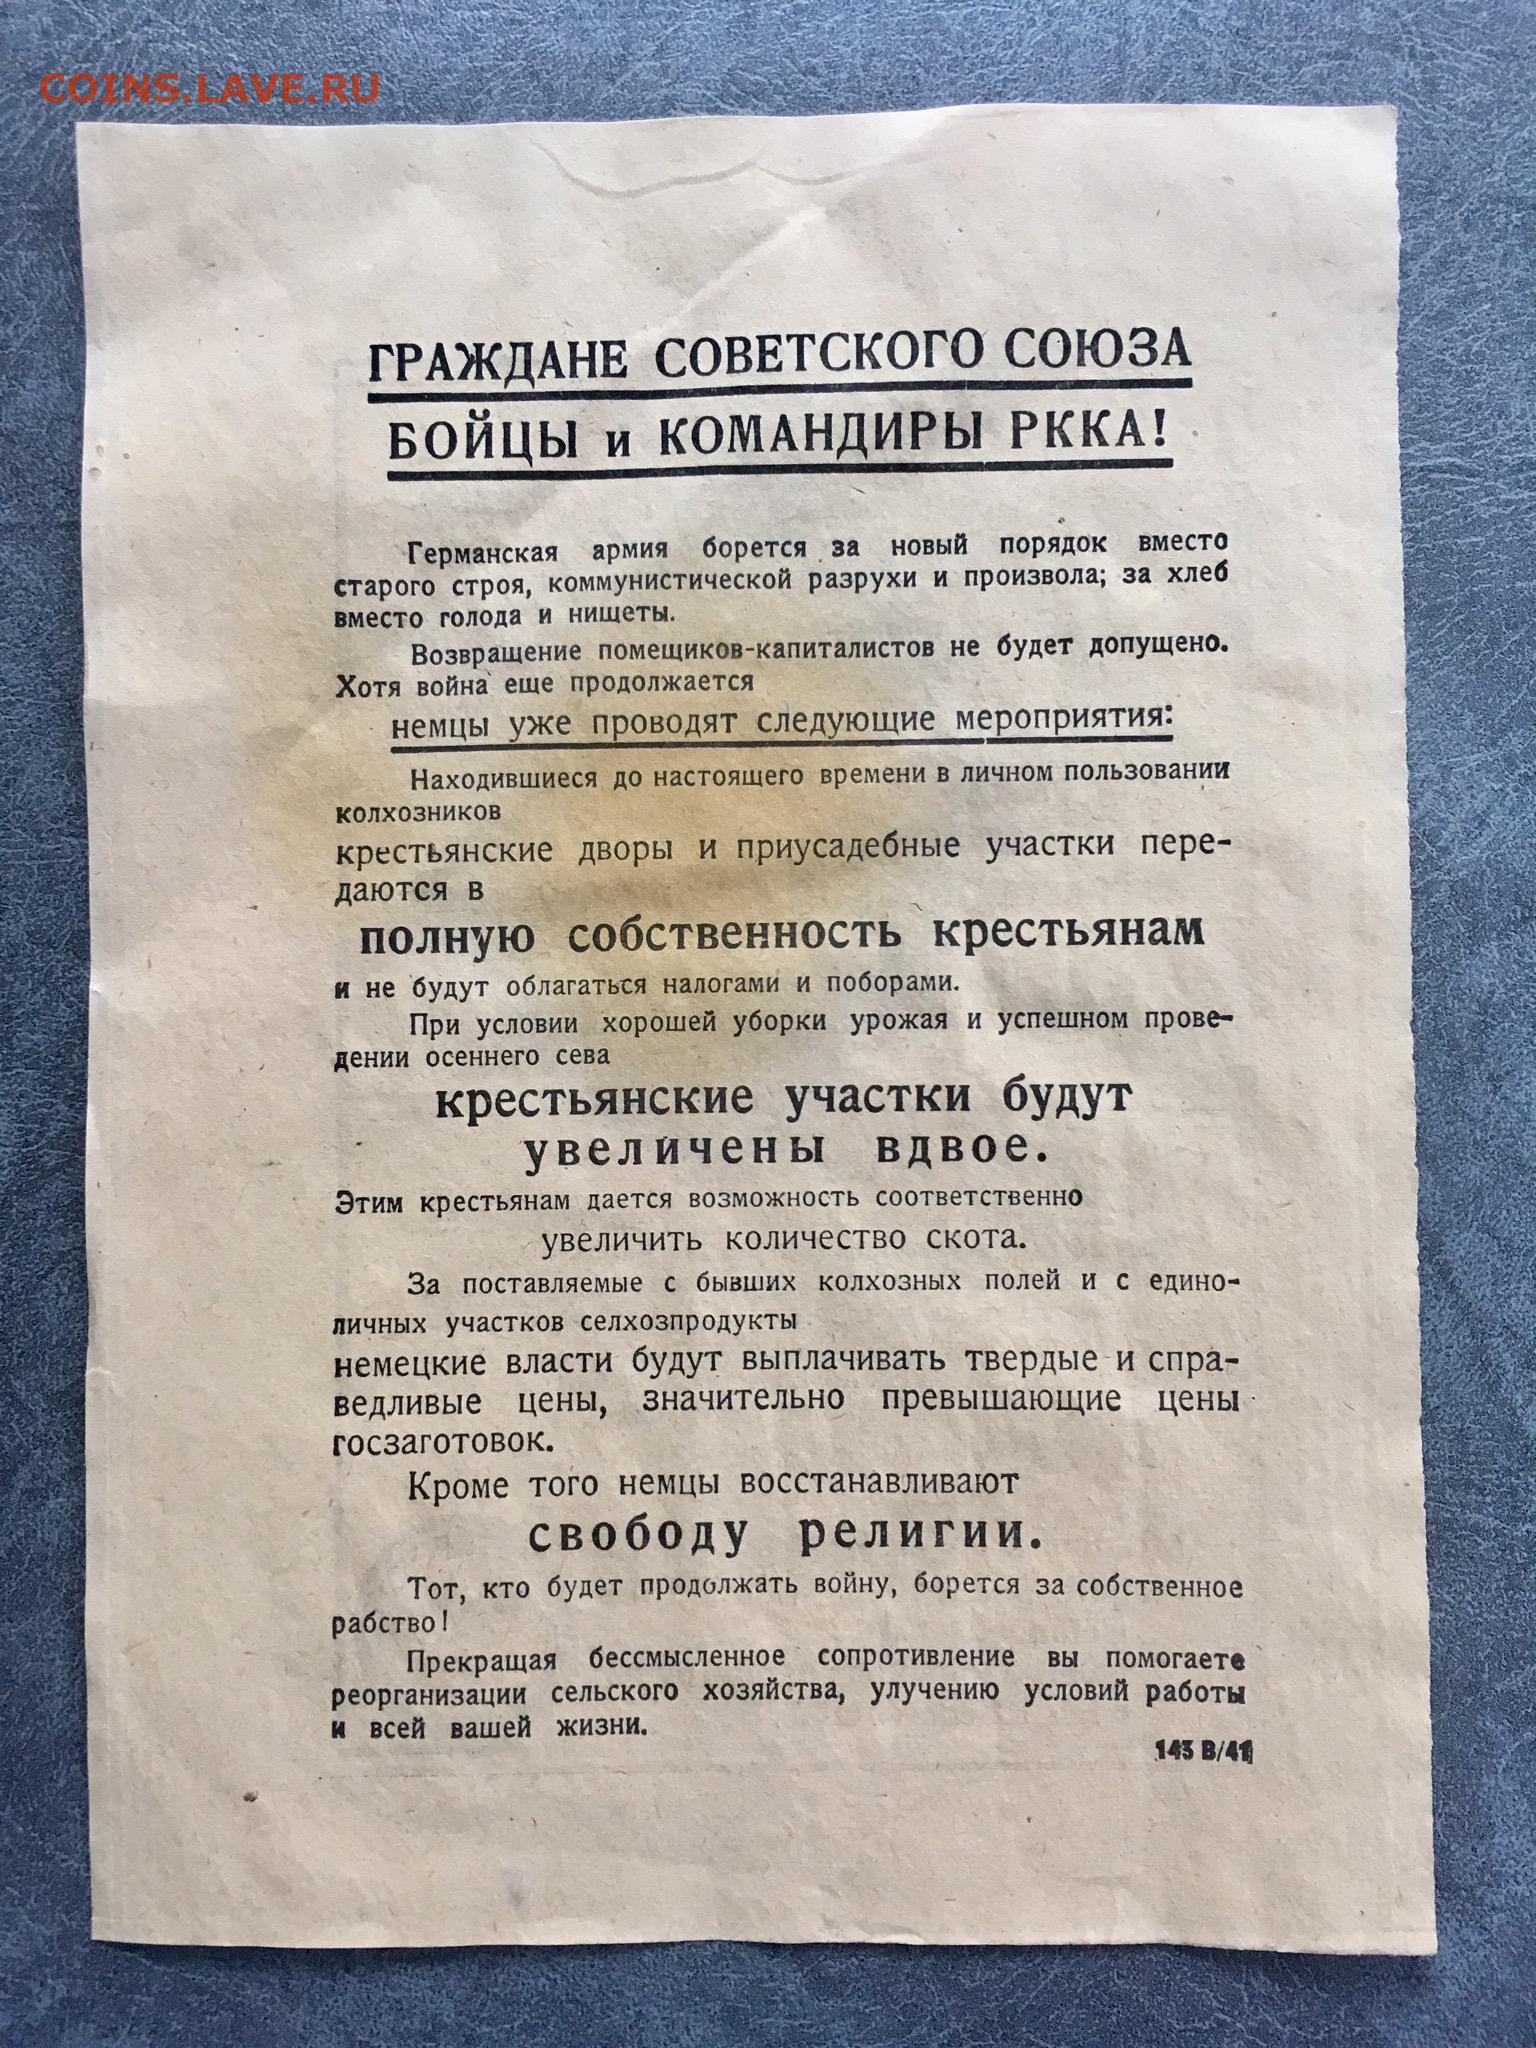 COINS.LAVE.RU
ГРАЖДАНЕ СОВЕТСКОГО СОЮЗА
БОЙЦЫ и КОМАНДИРЫ РККА!
Германская армия борется за новый порядок вместо
старого строя, коммунистической разрухи и произвола; за хлеб
вместо голода и нищеты.
Возвращение помещиков-капиталистов не будет допущено.
Хотя война еще продолжается
немцы уже проводят следующие мероприятия:
Находившиеся до настоящего времени в личном пользовании
колхозников
крестьянские дворы и приусадебные участки пере-
даются в
полную собственность крестьянам
и не будут облагаться налогами и поборами.
При условии хорошей уборки урожая и успешном прове-
дении осеннего сева
крестьянские участки будут
увеличены вдвое.
Этим крестьянам дается возможность соответственно
увеличить количество скота.
За поставляемые с бывших колхозных полей и с едино-
личных участков селхозпродукты
немецкие власти будут выплачивать твердые и спра-
ведливые цены, значительно превышающие цены
госзаготовок.
Кроме того немцы восстанавливают
свободу религии.
Тот, кто будет продолжать войну, борется за собственное
рабство!
Прекращая бессмысленное сопротивление вы помогаете
реорганизации сельского хозяйства, улучению условий работы
и всей вашей жизни.
143 В/41